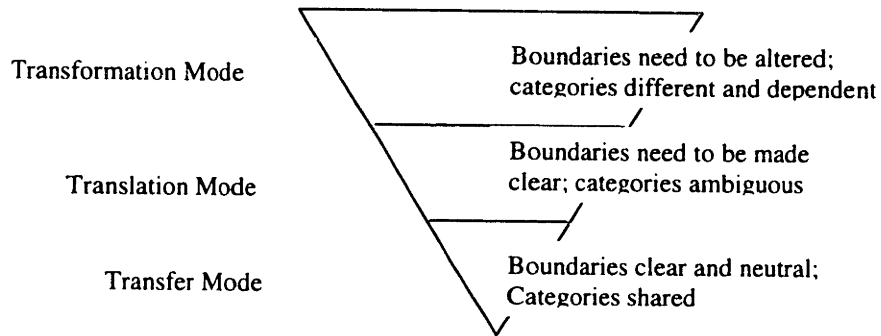 Transformation Mode
Boundaries need to be altered;
categories different and dependent
Translation Mode
Boundaries need to be made
clear; categories ambiguous
Transfer Mode
Boundaries clear and neutral;
Categories shared